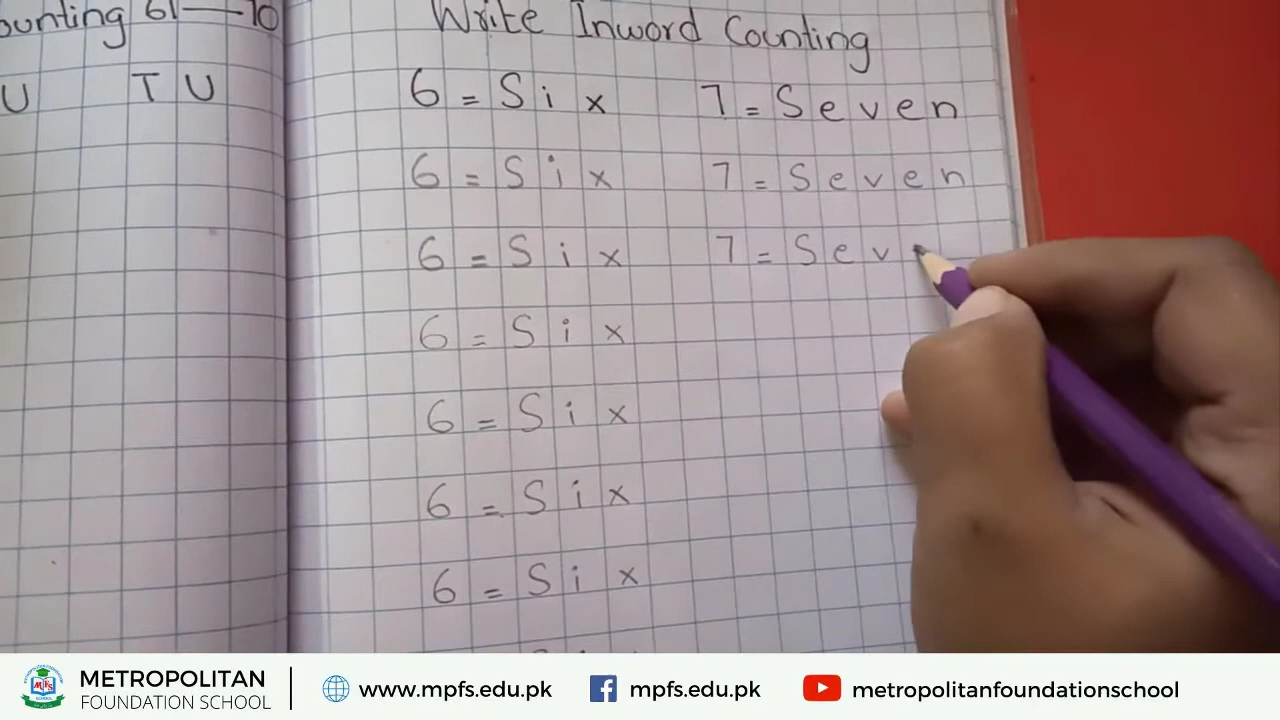 ounting 61—10
U T U
Write Inword Counting
6 = Six 7 = Seven
6 = Six 7 = Seven
6 = Six 7 = Sev
6 = Six
6 = Six
6 = Six
6 = Six
METROPOLITAN
FOUNDATION SCHOOL
www.mpfs.edu.pk
mpfs.edu.pk
metropolitanfoundationschool